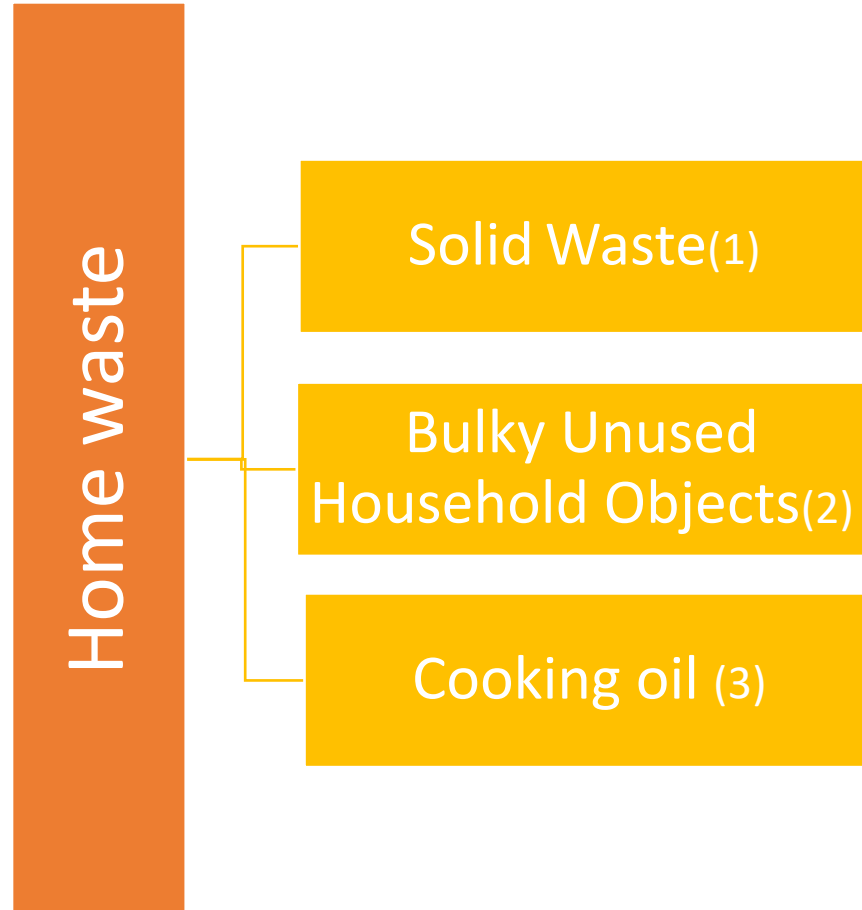 Home waste
Solid Waste(1)
Bulky Unused
Household Objects(2)
Cooking oil (3)